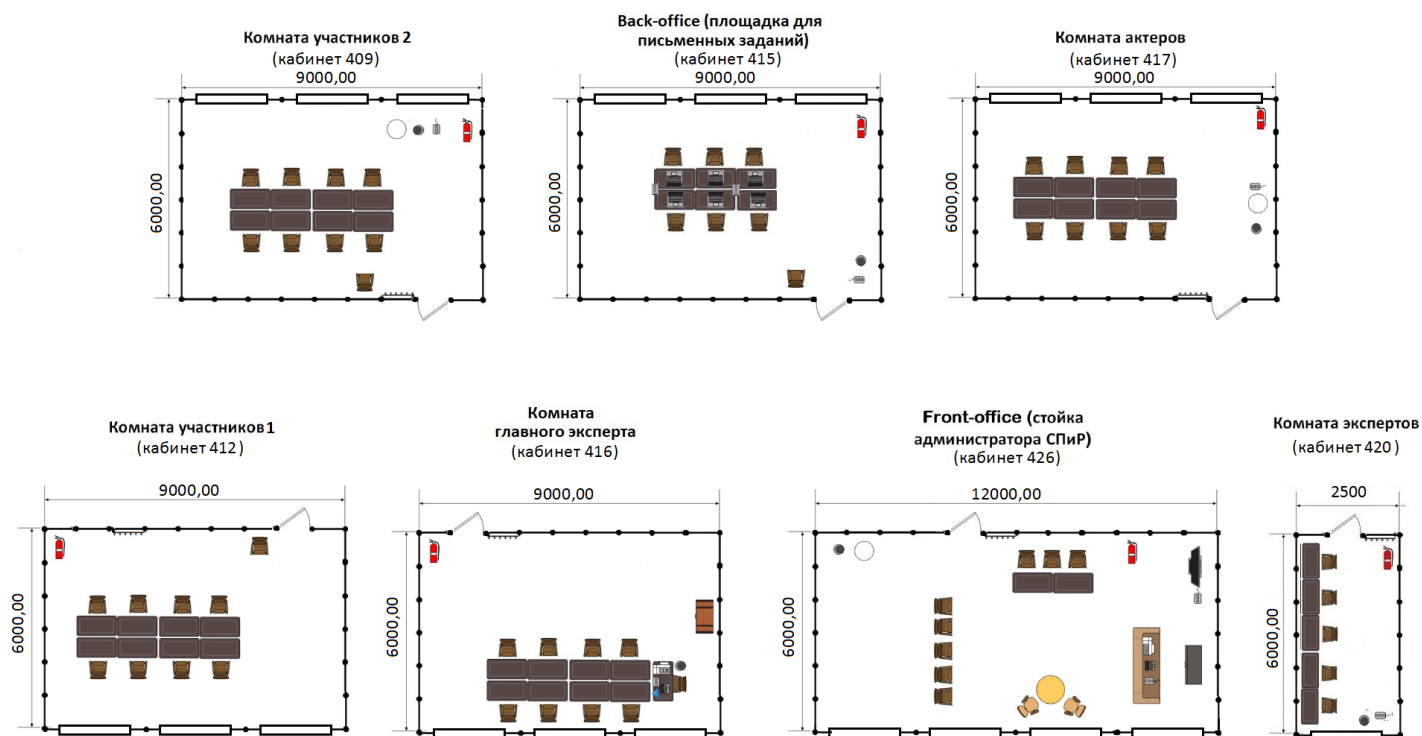 Комната участников 2
(кабинет 409)
9000,00
6000,00
Back-office (площадка для
письменных заданий)
(кабинет 415)
9000,00
6000,00
Комната актеров
(кабинет 417)
9000,00
6000,00
Комната участников 1
(кабинет 412)
9000,00
6000,00
Комната
главного эксперта
(кабинет 416)
9000,00
6000,00
Front-office (стойка
администратора СПиР)
(кабинет 426)
12000,00
6000,00
Комната экспертов
(кабинет 420 )
2500
6000,00